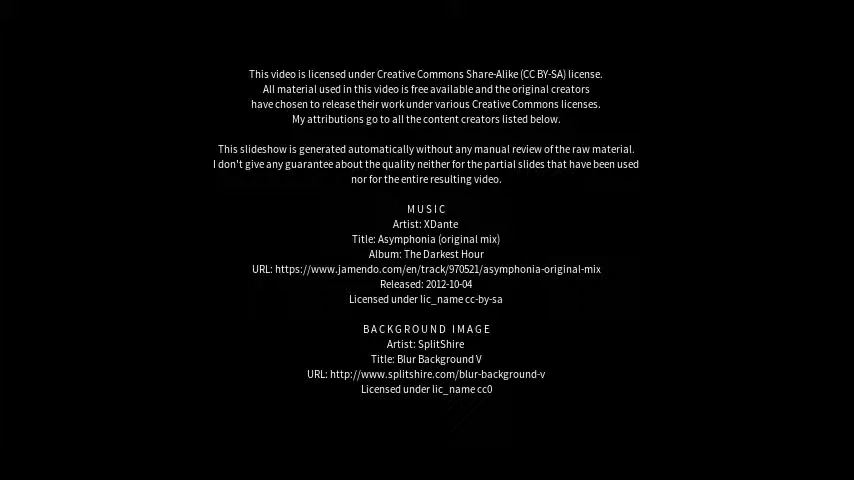 This video is licensed under Creative Commons Share-Alike (CC BY-SA) license.
All material used in this video is free available and the original creators
have chosen to release their work under various Creative Commons licenses.
My attributions go to all the content creators listed below.
This slideshow is generated automatically without any manual review of the raw material.
I don't give any guarantee about the quality neither for the partial slides that have been used
nor for the entire resulting video.
MUSIC
Artist: XDante
Title: Asymphonia (original mix)
Album: The Darkest Hour
URL: https://www.jamendo.com/en/track/970521/asymphonia-original-mix
Released: 2012-10-04
Licensed under lic_name cc-by-sa
BACKGROUND IMAGE
Artist: SplitShire
Title: Blur Background V
URL: http://www.splitshire.com/blur-background-v
Licensed under lic_name cc0